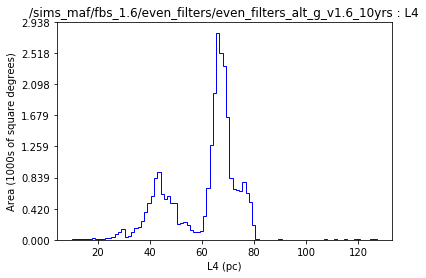 /sims_maf/fbs_1.6/even_filters/even_filters_alt_g_v1.6_10yrs : L4
2.938
2.518
2.098
1.679
1.259
0.839
0.420
0.000
Area (1000s of square degrees)
20 40 60 80 100 120
L4 (pc)